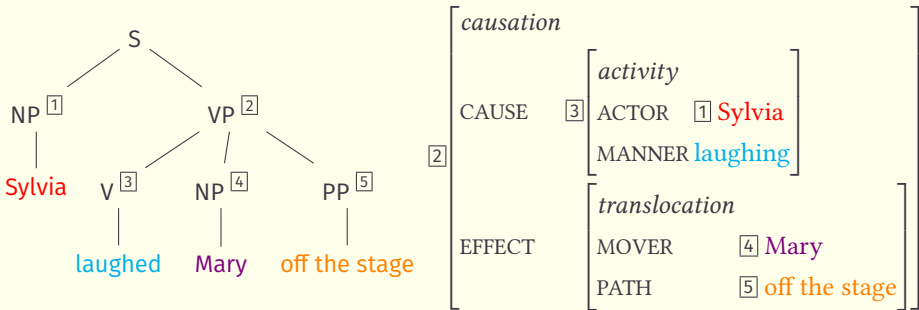 S
NP 1 VP 2
Sylvia V 3 NP 4 PP 5
laughed Mary off the stage
2 causation
CAUSE 3 activity
ACTOR 1 Sylvia
MANNER laughing
EFFECT translocation
MOVER 4 Mary
PATH 5 off the stage